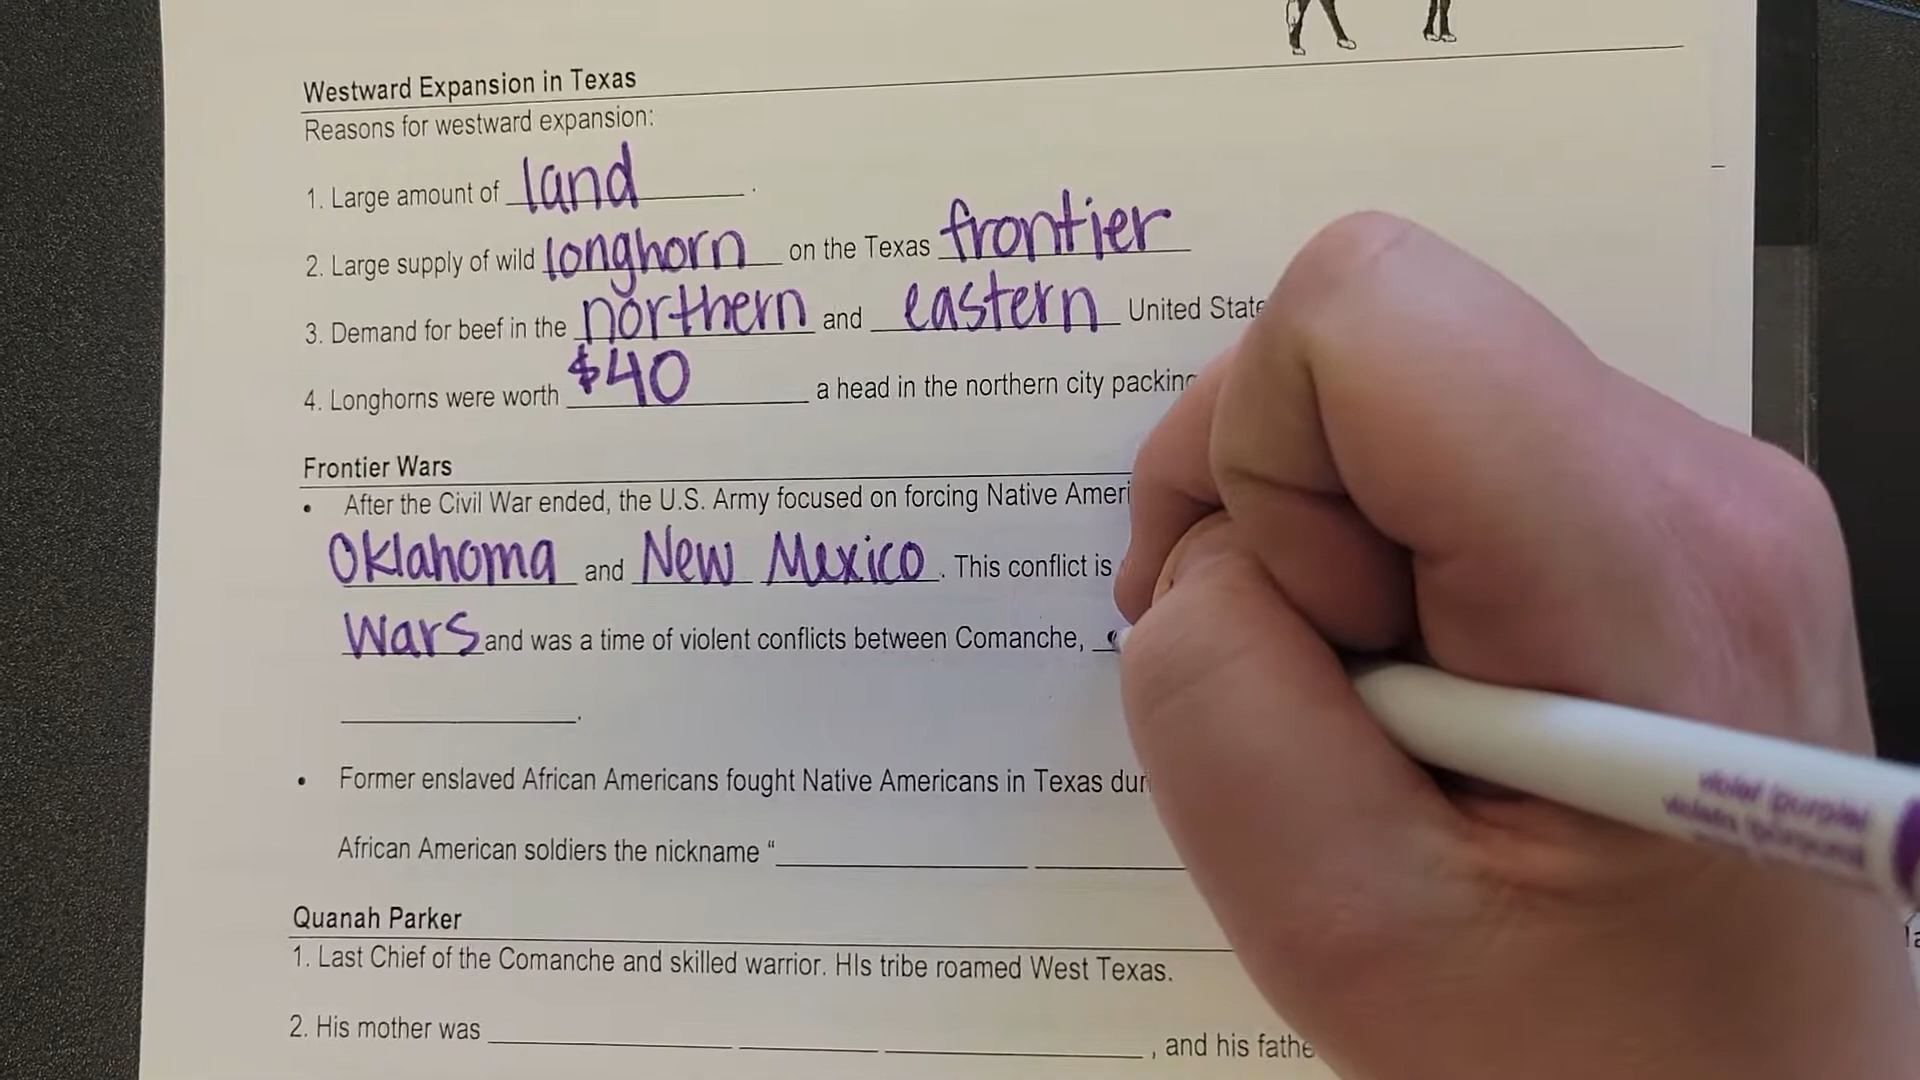 Westward Expansion in Texas
Reasons for westward expansion:
1. Large amount of land .
2. Large supply of wild longhorn on the Texas frontier
3. Demand for beef in the northern and eastern United State
4. Longhorns were worth $40 a head in the northern city packing
Frontier Wars
• After the Civil War ended, the U.S. Army focused on forcing Native Ameri
Oklahoma and New Mexico. This conflict is
Wars and was a time of violent conflicts between Comanche,
.
• Former enslaved African Americans fought Native Americans in Texas dur
African American soldiers the nickname “
Quanah Parker
1. Last Chief of the Comanche and skilled warrior. HIs tribe roamed West Texas.
2. His mother was , and his fathe
violet (purple)